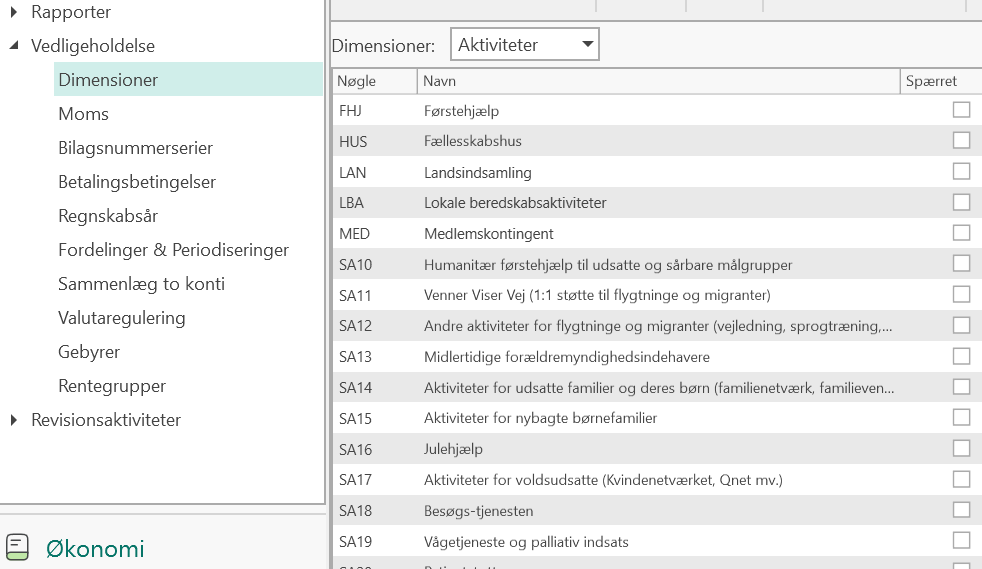 Rapporter
Vedligeholdelse
Dimensioner
Moms
Bilagsnummerserier
Betalingsbetingelser
Regnskabsår
Fordelinger & Periodiseringer
Sammenlæg to konti
Valutaregulering
Gebyrer
Rentegrupper
Revisionsaktiviteter
Økonomi
Dimensioner: Aktiviteter
Nøgle Navn Spærret
FHJ Førstehjælp
HUS Fællesskabshus
LAN Landsindsamling
LBA Lokale beredskabsaktiviteter
MED Medlemskontingent
SA10 Humanitær førstehjælp til udsatte og sårbare målgrupper
SA11 Venner Viser Vej (1:1 støtte til flygtninge og migranter)
SA12 Andre aktiviteter for flygtninge og migranter (vejledning, sprogtræning,...
SA13 Midlertidige forældremyndighedsindehavere
SA14 Aktiviteter for udsatte familier og deres børn (familienetværk, familieven...
SA15 Aktiviteter for nybagte børnefamilier
SA16 Julehjælp
SA17 Aktiviteter for voldsudsatte (Kvindenetværket, Qnet mv.)
SA18 Besøgs-tjenesten
SA19 Vågetjeneste og palliativ indsats